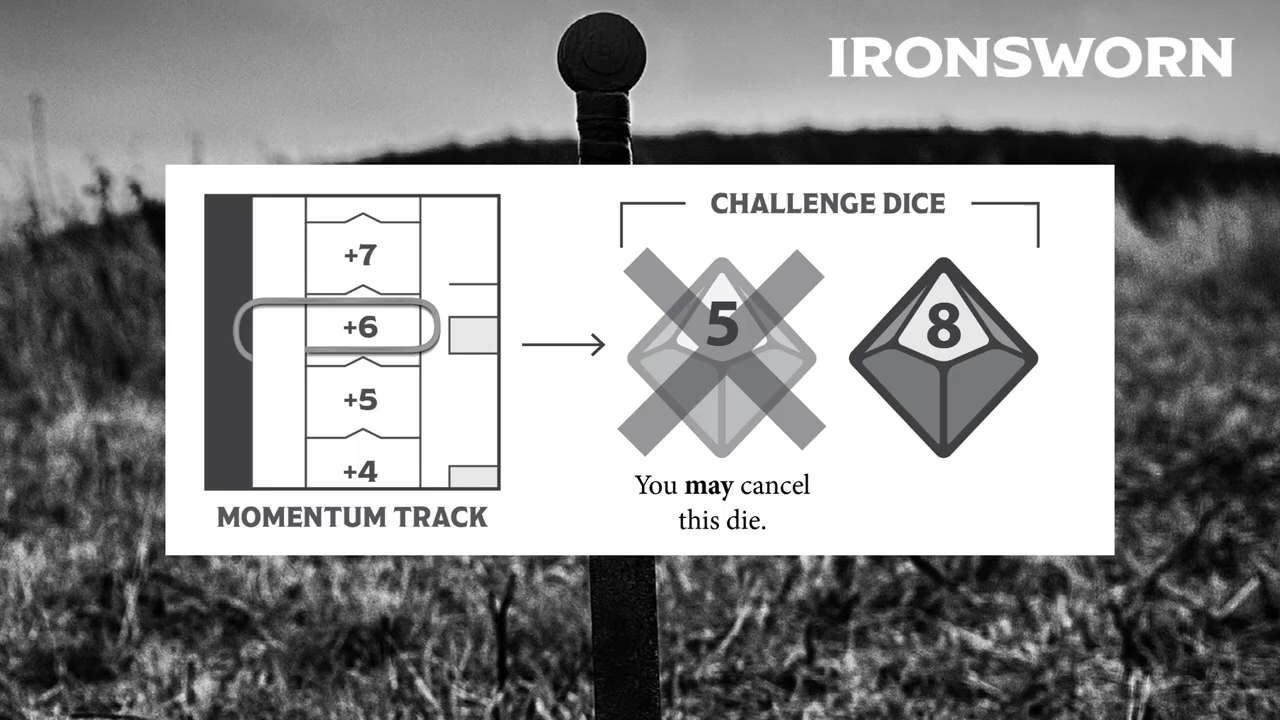 IRONSWORN
CHALLENGE DICE
+7
+6
+5
+4
5
8
You may cancel
this die.
MOMENTUM TRACK